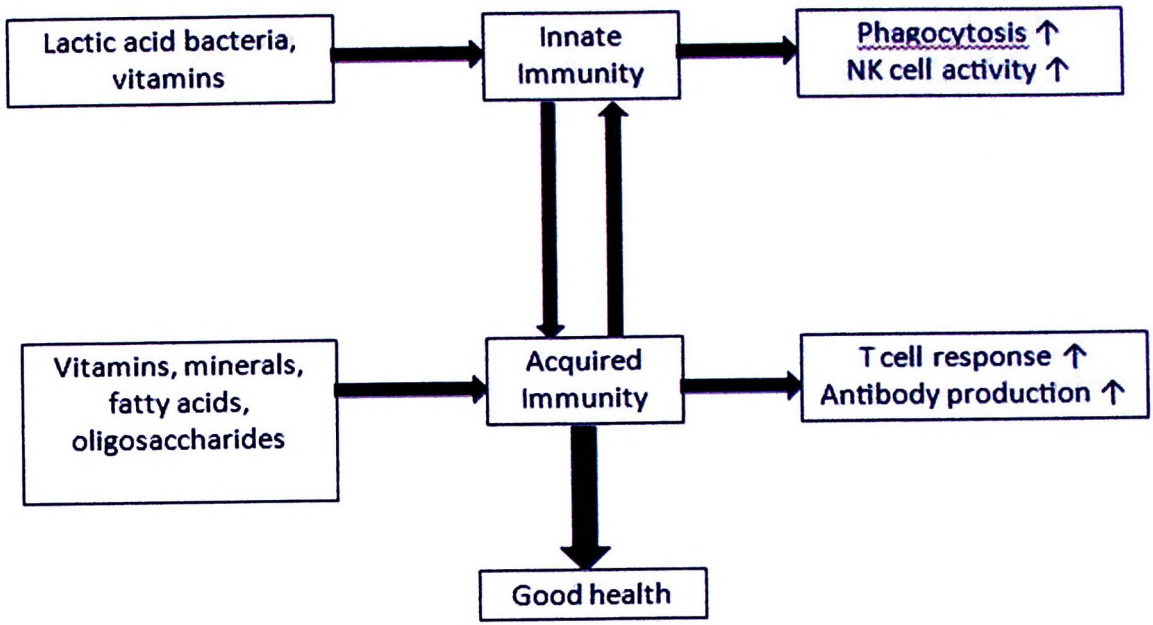 Lactic acid bacteria,
vitamins
Innate
Immunity
Phagocytosis ↑
NK cell activity ↑
Vitamins, minerals,
fatty acids,
oligosaccharides
Acquired
Immunity
T cell response ↑
Antibody production ↑
Good health